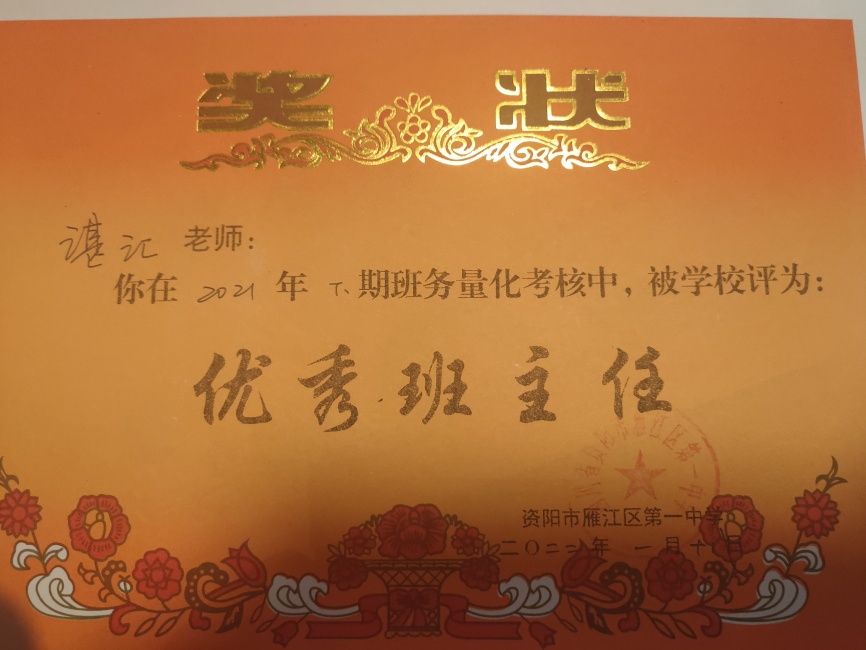 奖状
谌汇 老师：
你在 2021 年 下 期班务量化考核中，被学校评为：
优秀班主任
资阳市雁江区第一中学
二〇二二年 一月十日